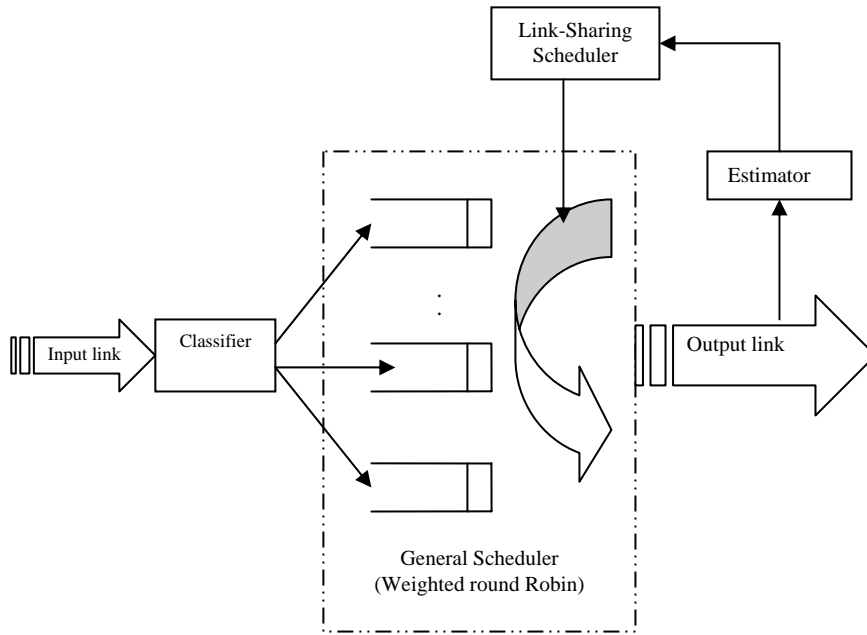 Link-Sharing
Scheduler
Estimator
Input link
Classifier
Output link
General Scheduler
(Weighted round Robin)